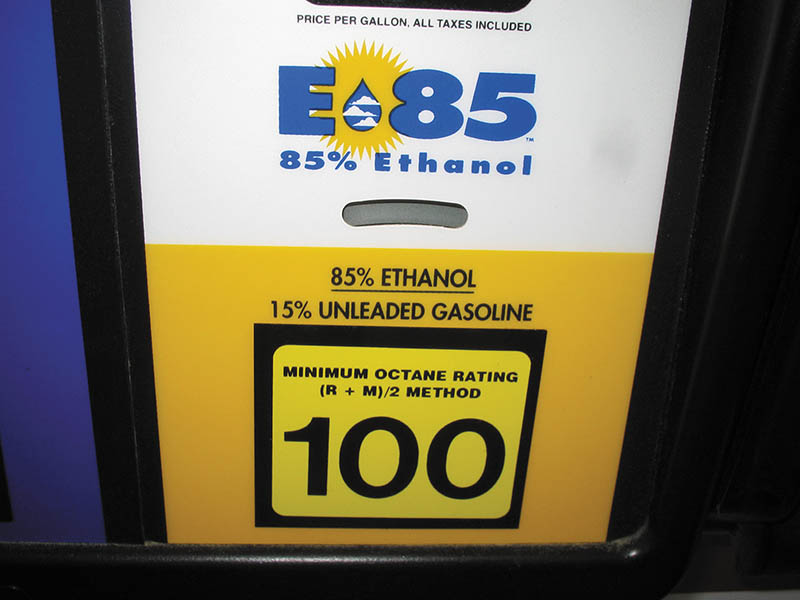 PRICE PER GALLON, ALL TAXES INCLUDED
E85™
85% Ethanol
85% ETHANOL
15% UNLEADED GASOLINE
MINIMUM OCTANE RATING
(R + M)/2 METHOD
100